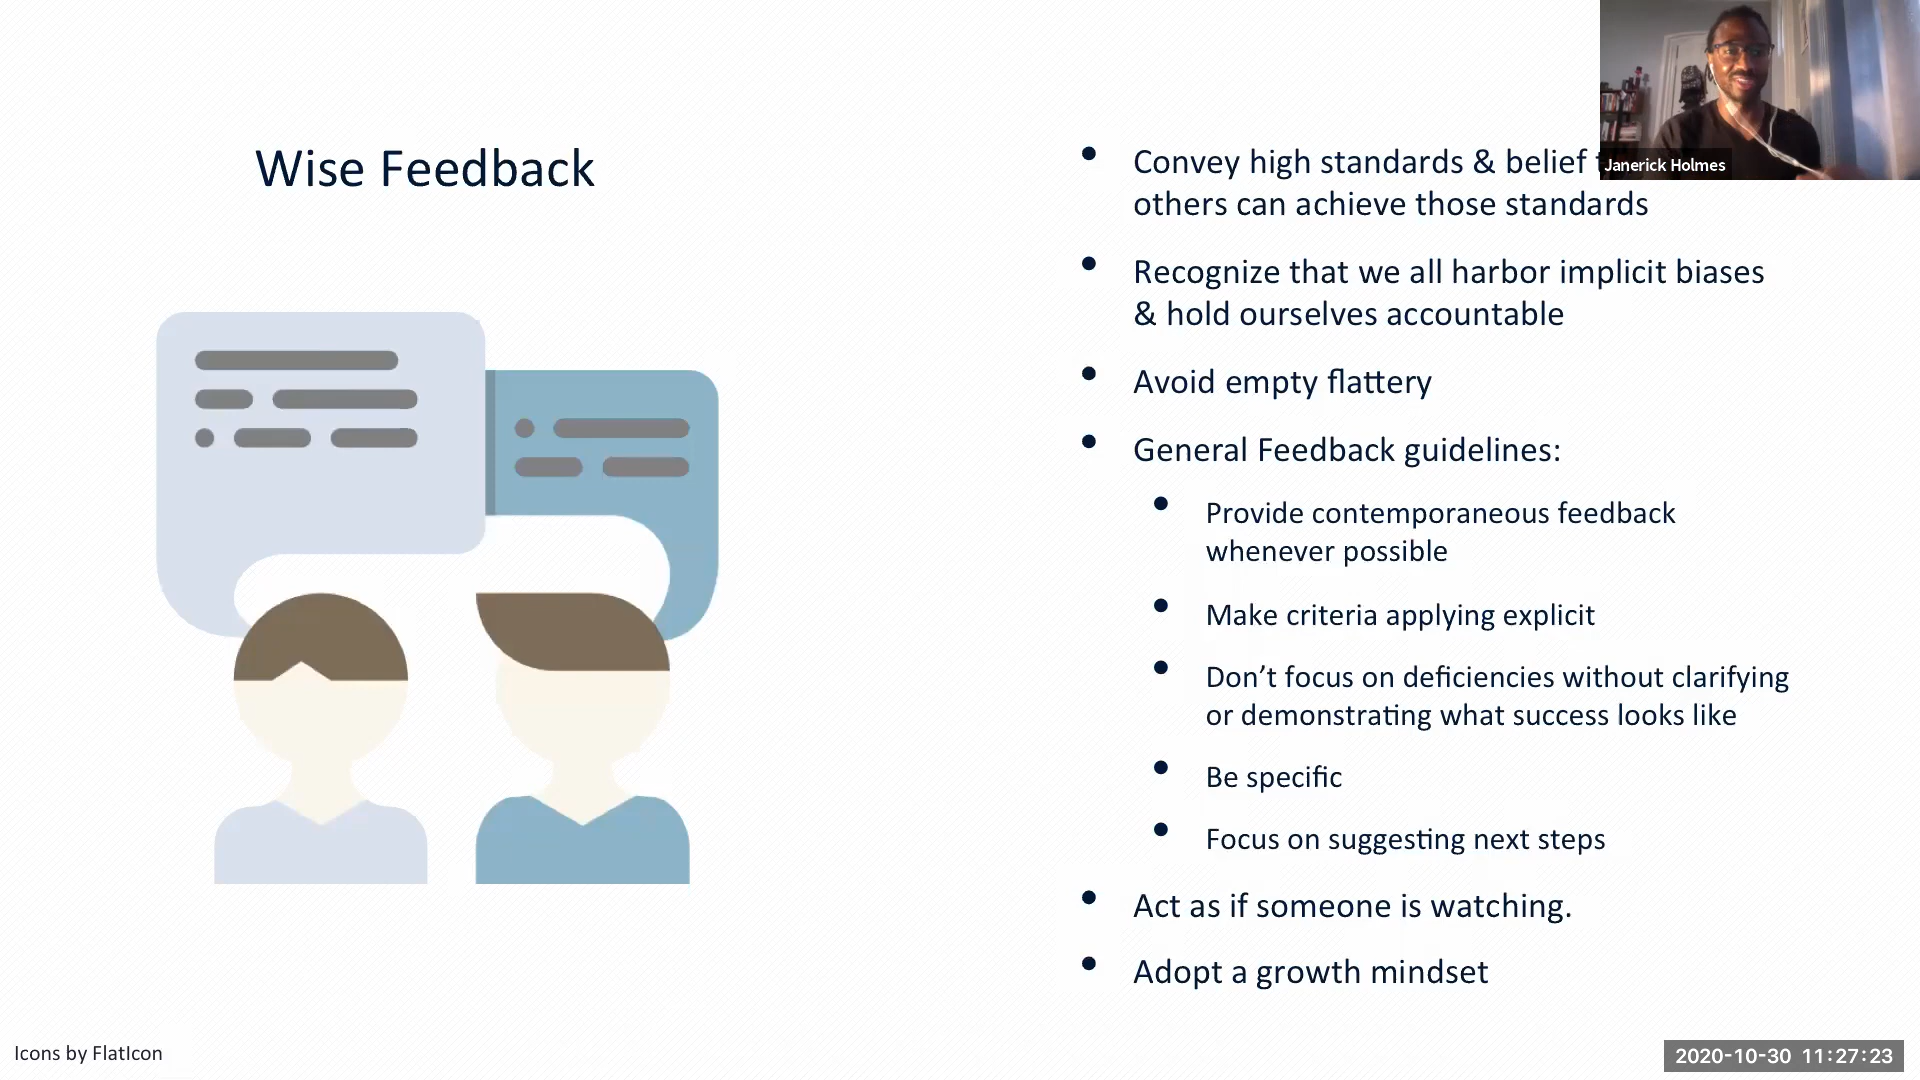 Wise Feedback
Convey high standards & belief
others can achieve those standards
Recognize that we all harbor implicit biases
& hold ourselves accountable
Avoid empty flattery
General Feedback guidelines:
Provide contemporaneous feedback
whenever possible
Make criteria applying explicit
Don’t focus on deficiencies without clarifying
or demonstrating what success looks like
Be specific
Focus on suggesting next steps
Act as if someone is watching.
Adopt a growth mindset
Janerick Holmes
Icons by FlatIcon
2020-10-30 11:27:23